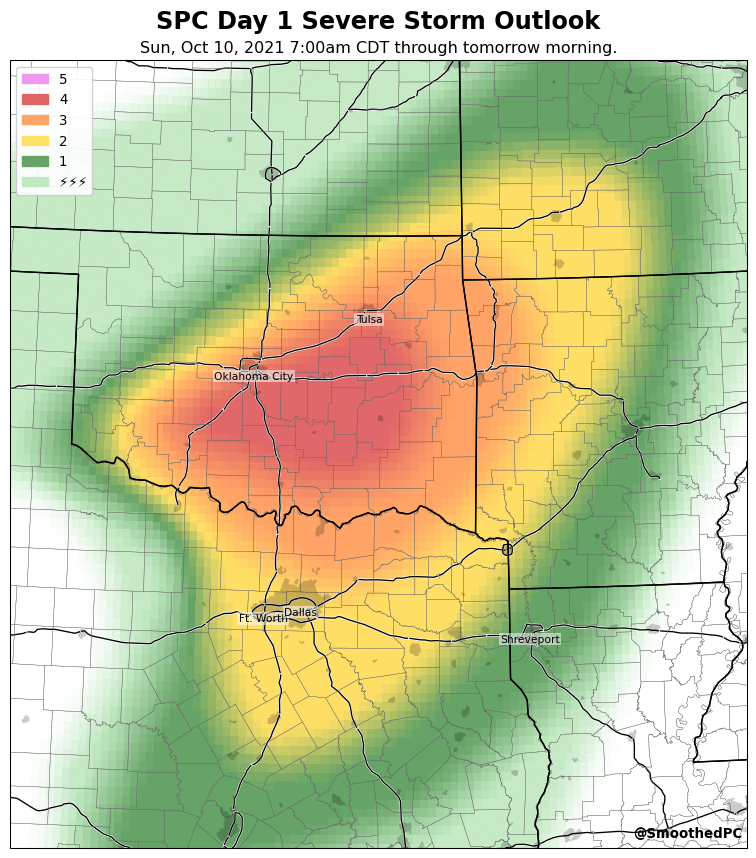 SPC Day 1 Severe Storm Outlook
Sun, Oct 10, 2021 7:00am CDT through tomorrow morning.
5
4
3
2
1
⚡⚡⚡
Tulsa
Oklahoma City
Dallas
Ft. Worth
Shreveport
@SmoothedPC